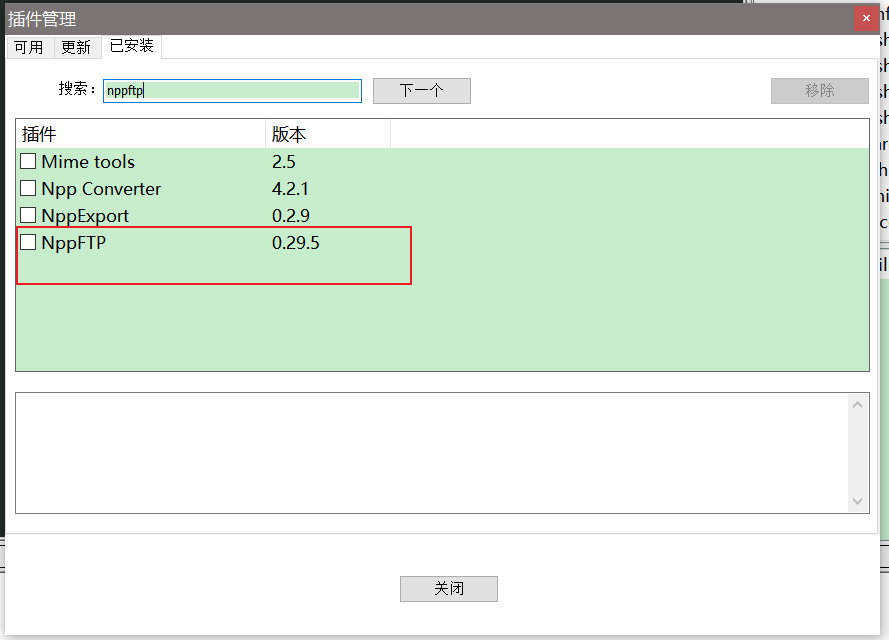 插件管理
可用 更新 已安装
搜索： nppftp 下一个 移除
插件 版本
Mime tools 2.5
Npp Converter 4.2.1
NppExport 0.2.9
NppFTP 0.29.5
关闭